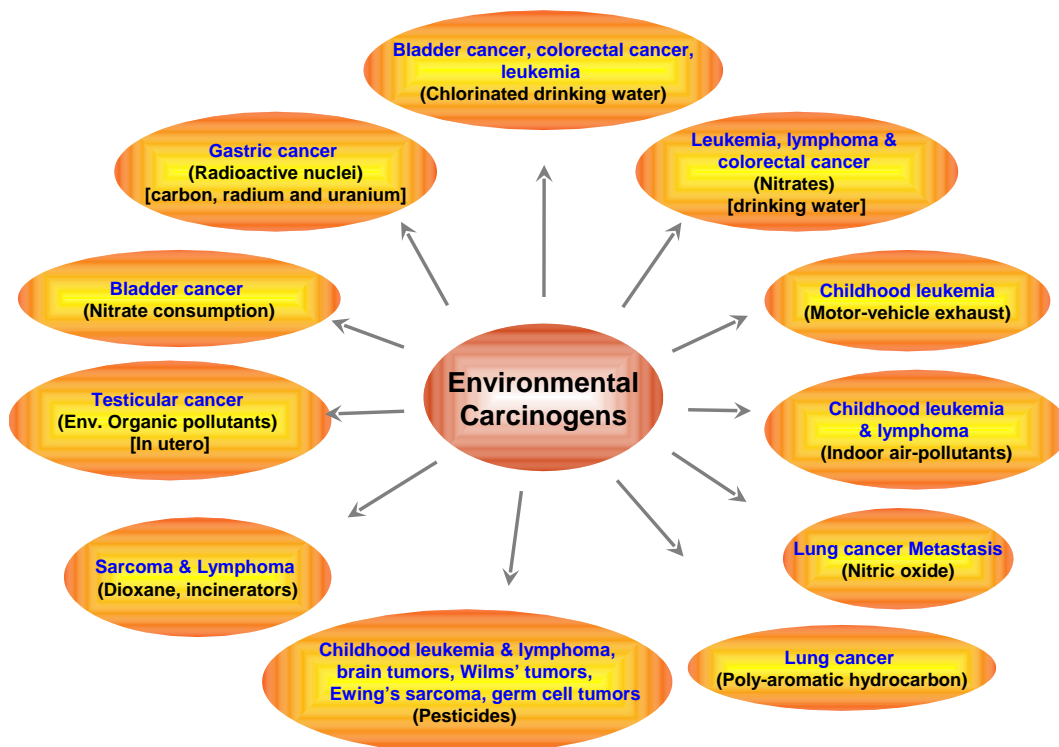 Bladder cancer, colorectal cancer,
leukemia
(Chlorinated drinking water)
Gastric cancer
(Radioactive nuclei)
[carbon, radium and uranium]
Leukemia, lymphoma &
colorectal cancer
(Nitrates)
[drinking water]
Bladder cancer
(Nitrate consumption)
Childhood leukemia
(Motor-vehicle exhaust)
Environmental
Carcinogens
Testicular cancer
(Env. Organic pollutants)
[In utero]
Childhood leukemia
& lymphoma
(Indoor air-pollutants)
Sarcoma & Lymphoma
(Dioxane, incinerators)
Lung cancer Metastasis
(Nitric oxide)
Childhood leukemia & lymphoma,
brain tumors, Wilms' tumors,
Ewing's sarcoma, germ cell tumors
(Pesticides)
Lung cancer
(Poly-aromatic hydrocarbon)